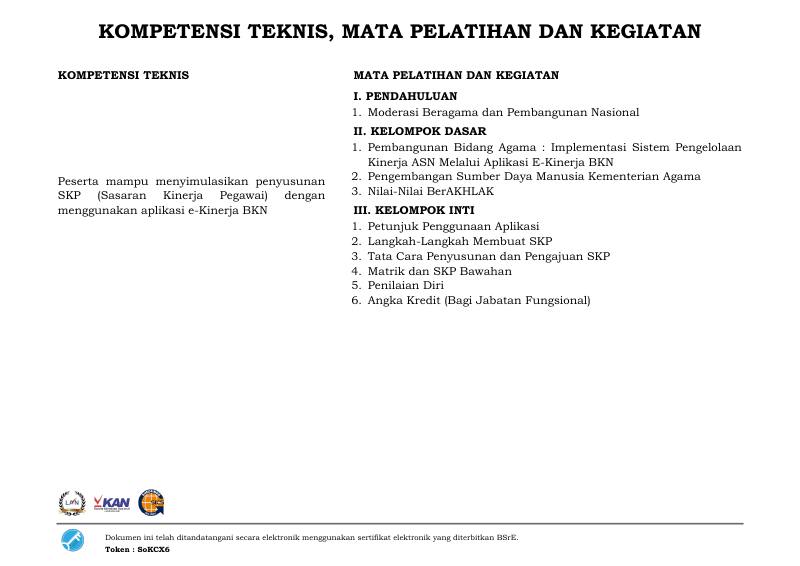 KOMPETENSI TEKNIS, MATA PELATIHAN DAN KEGIATAN
KOMPETENSI TEKNIS
Peserta mampu menyimulasikan penyusunan
SKP (Sasaran Kinerja Pegawai) dengan
menggunakan aplikasi e-Kinerja BKN
MATA PELATIHAN DAN KEGIATAN
I. PENDAHULUAN
1. Moderasi Beragama dan Pembangunan Nasional
II. KELOMPOK DASAR
1. Pembangunan Bidang Agama : Implementasi Sistem Pengelolaan
Kinerja ASN Melalui Aplikasi E-Kinerja BKN
2. Pengembangan Sumber Daya Manusia Kementerian Agama
3. Nilai-Nilai BerAKHLAK
III. KELOMPOK INTI
1. Petunjuk Penggunaan Aplikasi
2. Langkah-Langkah Membuat SKP
3. Tata Cara Penyusunan dan Pengajuan SKP
4. Matrik dan SKP Bawahan
5. Penilaian Diri
6. Angka Kredit (Bagi Jabatan Fungsional)
KAN
Dokumen ini telah ditandatangani secara elektronik menggunakan sertifikat elektronik yang diterbitkan BSrE.
Token : SoKCX6